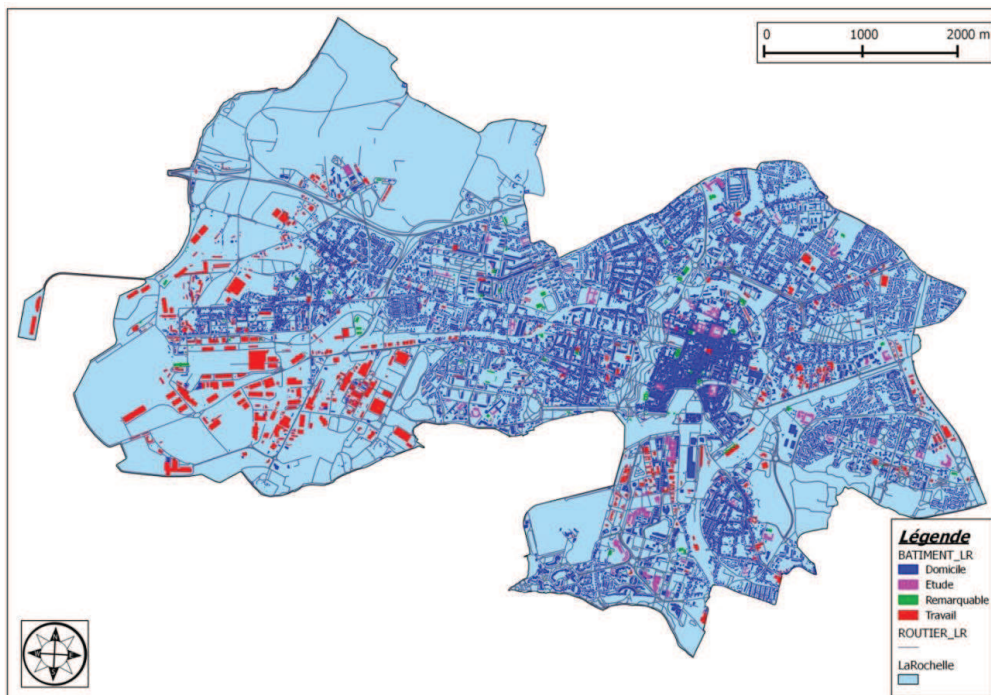 0 1000 2000 m
Légende
BATIMENT_LR
Domicile
Etude
Remarquable
Travail
ROUTIER_LR
LaRochelle